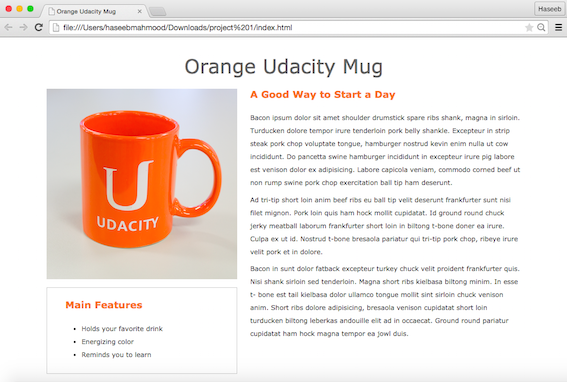 Orange Udacity Mug
Haseeb
file:///Users/haseebmahmood/Downloads/project%201/index.html
Orange Udacity Mug
U
UDACITY
Main Features
Holds your favorite drink
Energizing color
Reminds you to learn
A Good Way to Start a Day
Bacon ipsum dolor sit amet shoulder drumstick spare ribs shank, magna in sirloin.
Turducken dolore tempor irure tenderloin pork belly shankle. Excepteur in strip
steak pork chop voluptate tongue, hamburger nostrud kevin enim nulla ut cow
incididunt. Do pancetta swine hamburger incididunt in excepteur irure pig labore
est venison dolor ex adipisicing. Labore capicola veniam, commodo corned beef ut
non rump swine pork chop exercitation ball tip ham deserunt.
Ad tri-tip short loin anim beef ribs eu ball tip velit deserunt frankfurter sunt nisi
filet mignon. Pork loin quis ham hock mollit cupidatat. Id ground round chuck
jerky meatball laborum frankfurter short loin in biltong t-bone doner ea irure.
Culpa ex ut id. Nostrud t-bone bresaola pariatur qui tri-tip pork chop, ribeye irure
velit pork et in dolore.
Bacon in sunt dolor fatback excepteur turkey chuck velit proident frankfurter quis.
Nisi shank sirloin sed tenderloin. Magna short ribs kielbasa biltong minim. In esse
t- bone est tail kielbasa dolor ullamco tongue mollit sint sirloin chuck venison
anim. Short ribs dolore adipisicing, bresaola venison cupidatat short loin
turducken biltong leberkas andouille elit ad in occaecat. Ground round pariatur
cupidatat ham hock magna tempor ea jowl duis.